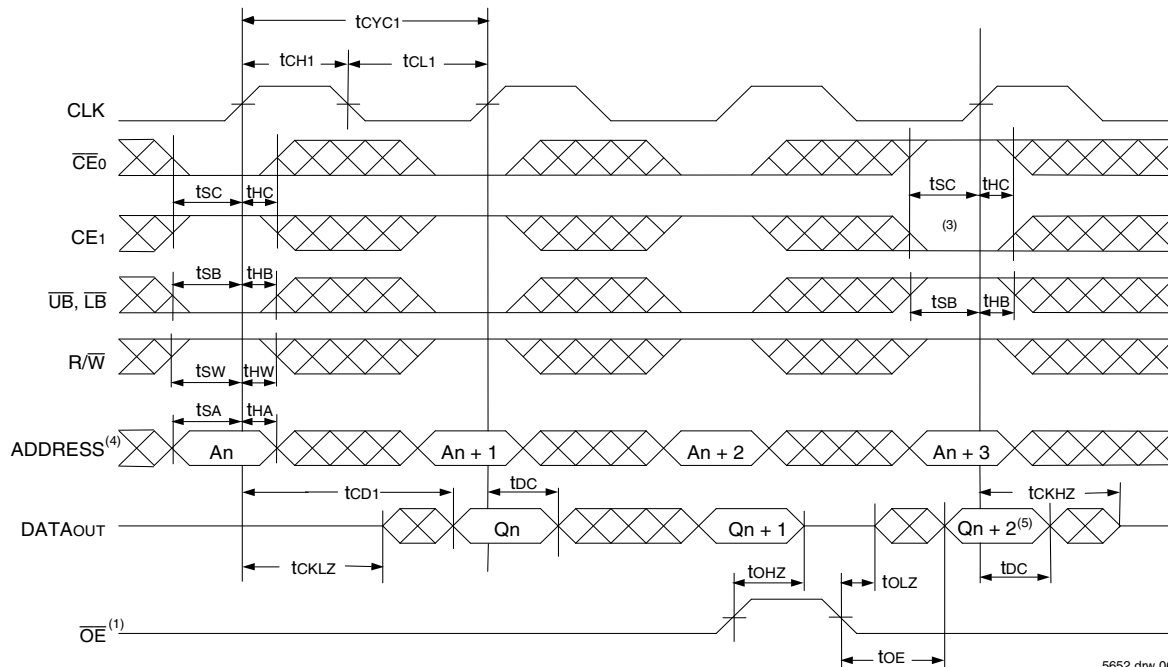 tCYC1
tCH1 tCL1
CLK
CE0
tSC tHC tSC tHC
CE1 (3)
tSB tHB
UB, LB tSB tHB
R/W
tSW tHW
tSA tHA
ADDRESS(4) An An + 1 An + 2 An + 3
tCD1 tDC tCKHZ
DATAOUT Qn Qn + 1 Qn + 2(5)
tCKLZ tOHZ tOLZ tDC
OE(1)
tOE